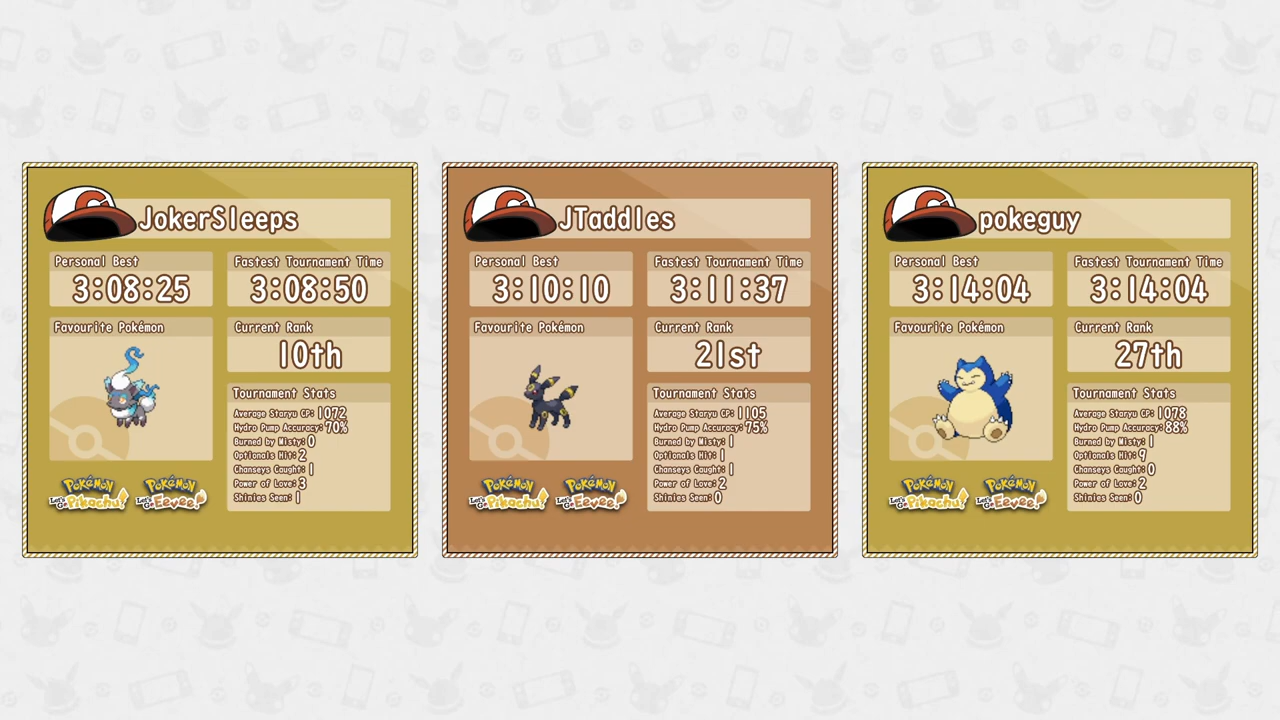 JokerSleeps
Personal Best
3:08:25
Fastest Tournament Time
3:08:50
Favourite Pokémon
Current Rank
10th
Tournament Stats
Average Staryu CP: 1072
Hydro Pump Accuracy: 70%
Burned by Misty: 0
Optionals Hit: 2
Chanseys Caught: 1
Power of Love: 3
Shinies Seen: 1
Pokémon
Let's Go
Pikachu!
Pokémon
Let's Go
Eevee!
JTaddles
Personal Best
3:10:10
Fastest Tournament Time
3:11:37
Favourite Pokémon
Current Rank
21st
Tournament Stats
Average Staryu CP: 1105
Hydro Pump Accuracy: 75%
Burned by Misty: 1
Optionals Hit: 1
Chanseys Caught: 1
Power of Love: 2
Shinies Seen: 0
Pokémon
Let's Go
Pikachu!
Pokémon
Let's Go
Eevee!
pokeguy
Personal Best
3:14:04
Fastest Tournament Time
3:14:04
Favourite Pokémon
Current Rank
27th
Tournament Stats
Average Staryu CP: 1078
Hydro Pump Accuracy: 88%
Burned by Misty: 1
Optionals Hit: 9
Chanseys Caught: 0
Power of Love: 2
Shinies Seen: 0
Pokémon
Let's Go
Pikachu!
Pokémon
Let's Go
Eevee!